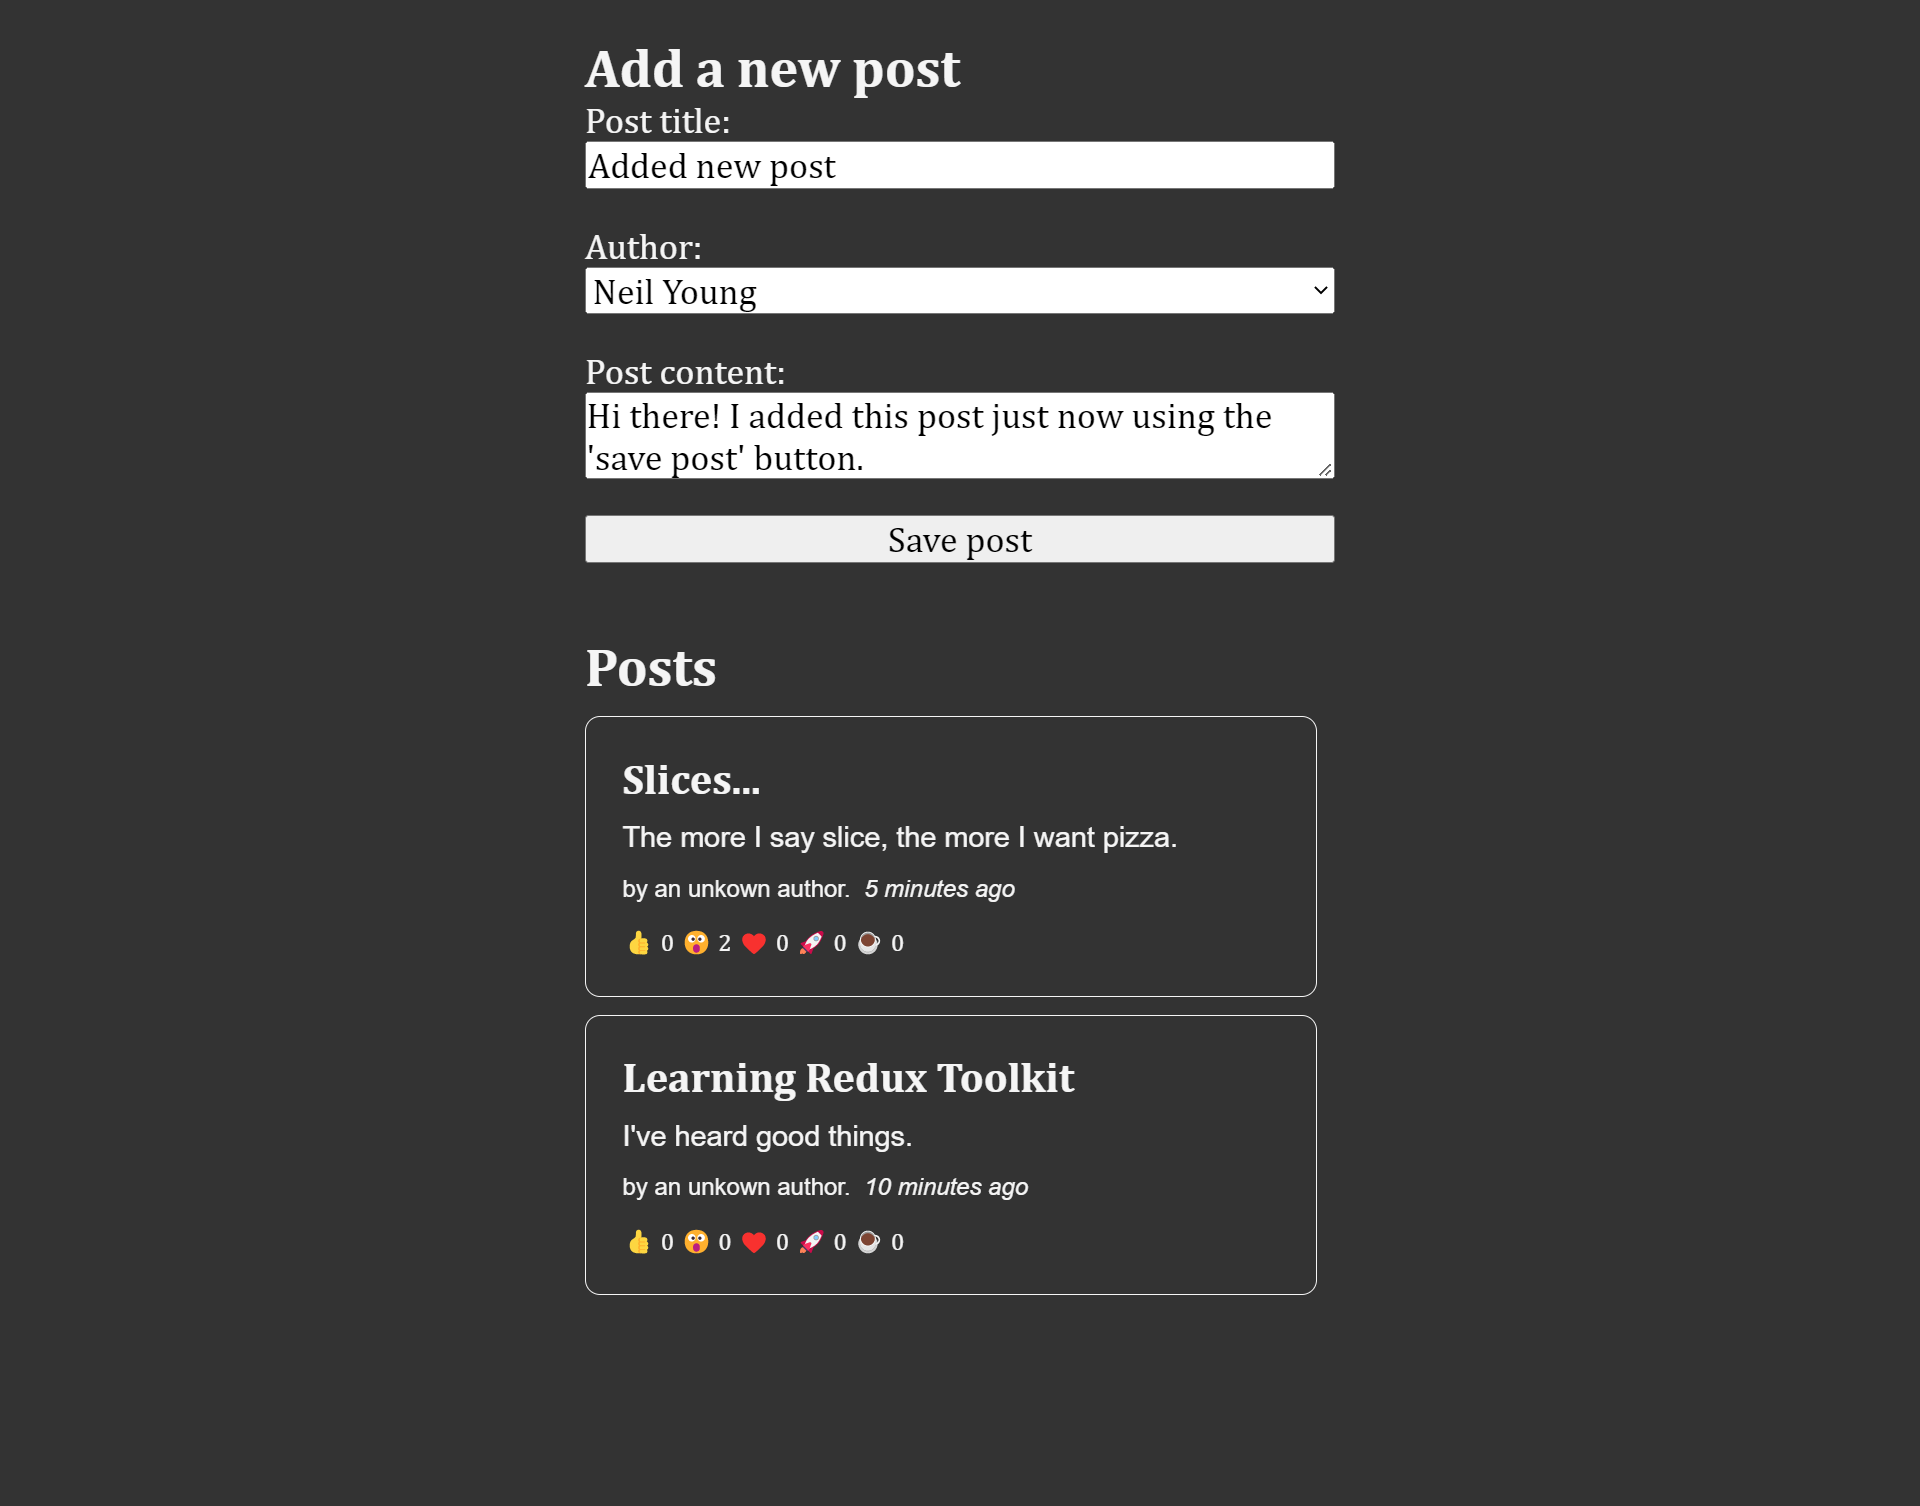 Add a new post
Post title:
Added new post
Author:
Neil Young
Post content:
Hi there! I added this post just now using the
'save post' button.
Save post
Posts
Slices...
The more I say slice, the more I want pizza.
by an unkown author. 5 minutes ago
👍 0 😲 2 ❤️ 0 🚀 0 ☕ 0
Learning Redux Toolkit
I've heard good things.
by an unkown author. 10 minutes ago
👍 0 😲 0 ❤️ 0 🚀 0 ☕ 0